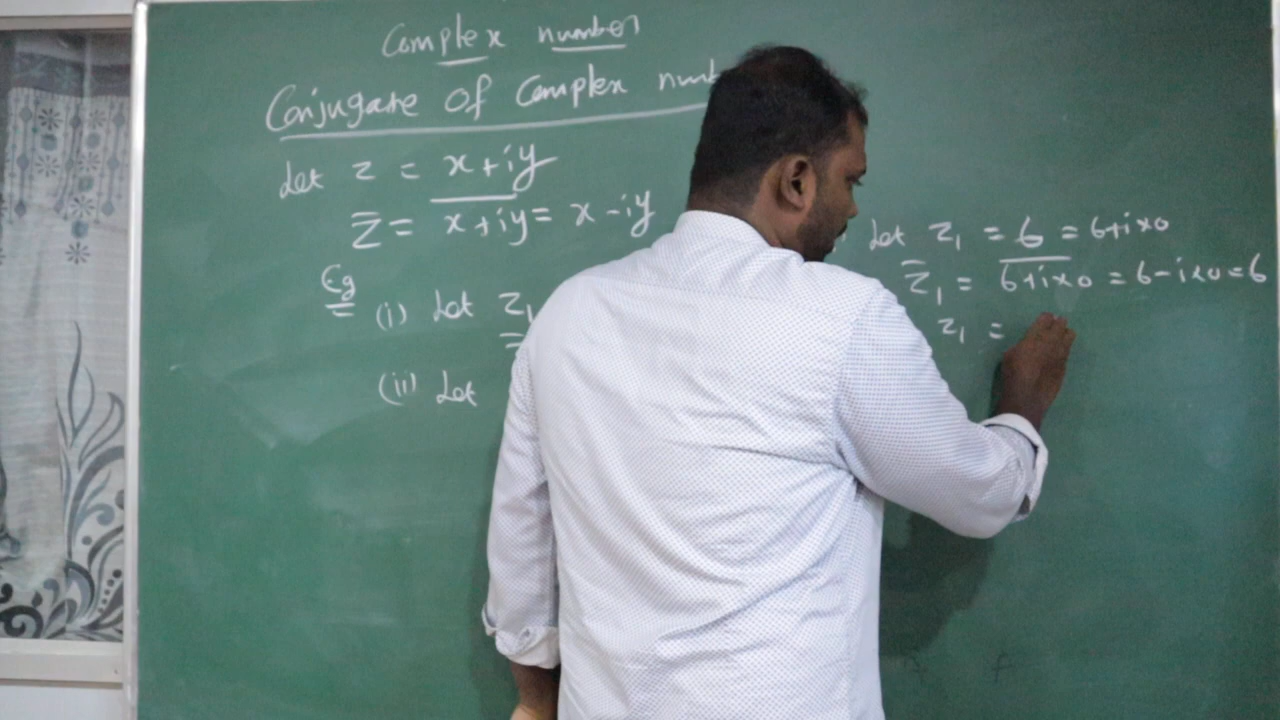 Complex number
Conjugate of Complex
Let z = x+iy
z̅ = x+iy = x-iy
Eg
(i) Let z₁
(ii) Let
Let z₁ = 6 = 6+i×0
z̅₁ = 6+i×0 = 6-i×0=6
z₁ =